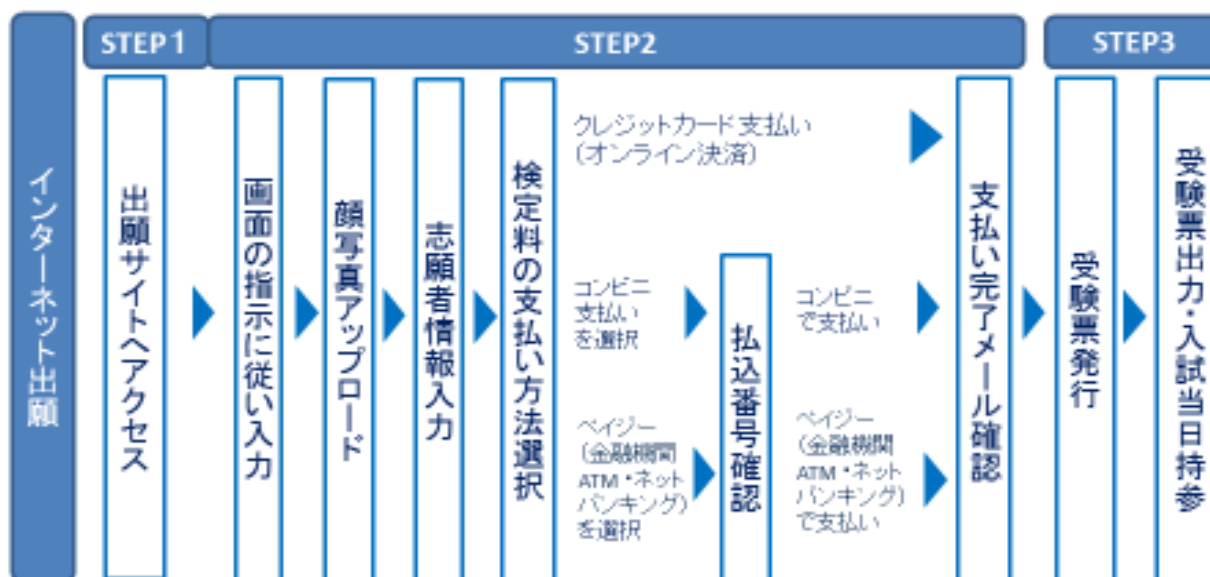 インターネット出願
STEP1
STEP2
STEP3
出願サイトへアクセス
画面の指示に従い入力
顔写真アップロード
志願者情報入力
検定料の支払い方法選択
クレジットカード支払い
(オンライン決済)
コンビニ
支払い
を選択
ペイジー
(金融機関
ATM・ネット
バンキング)
を選択
払込番号確認
コンビニ
で支払い
ペイジー
(金融機関
ATM・ネット
バンキング)
で支払い
支払い完了メール確認
受験票発行
受験票出力・入試当日持参